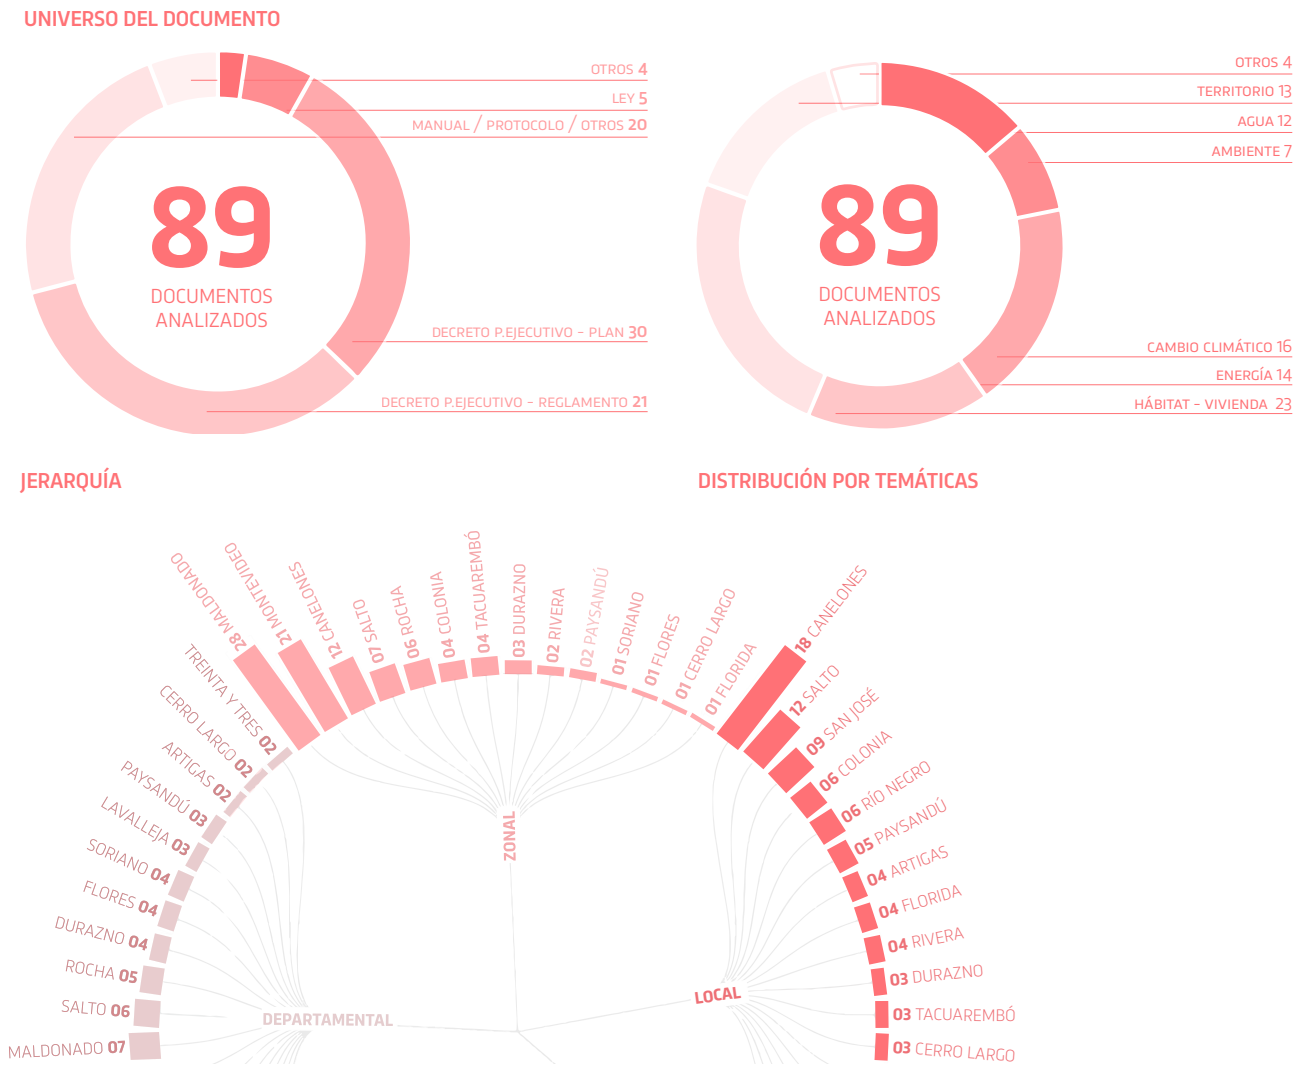 UNIVERSO DEL DOCUMENTO
OTROS 4
LEY 5
MANUAL / PROTOCOLO / OTROS 20
89
DOCUMENTOS
ANALIZADOS
DECRETO P.EJECUTIVO - PLAN 30
DECRETO P.EJECUTIVO - REGLAMENTO 21
JERARQUÍA
OTROS 4
TERRITORIO 13
AGUA 12
AMBIENTE 7
89
DOCUMENTOS
ANALIZADOS
CAMBIO CLIMÁTICO 16
ENERGÍA 14
HÁBITAT - VIVIENDA 23
DISTRIBUCIÓN POR TEMÁTICAS
MALDONADO 07
SALTO 06
ROCHA 05
DURAZNO 04
FLORES 04
SORIANO 04
LAVALLEJA 03
PAYSANDÚ 03
ARTIGAS 02
CERRO LARGO 02
TREINTA Y TRES 02
DEPARTAMENTAL
28 MALDONADO
21 MONTEVIDEO
12 CANELONES
07 SALTO
06 ROCHA
04 COLONIA
04 TACUAREMBÓ
03 DURAZNO
02 RIVERA
02 PAYSANDÚ
01 SORIANO
01 FLORES
01 CERRO LARGO
01 FLORIDA
ZONAL
18 CANELONES
12 SALTO
09 SAN JOSÉ
06 COLONIA
06 RÍO NEGRO
05 PAYSANDÚ
04 ARTIGAS
04 FLORIDA
04 RIVERA
03 DURAZNO
03 TACUAREMBÓ
03 CERRO LARGO
LOCAL